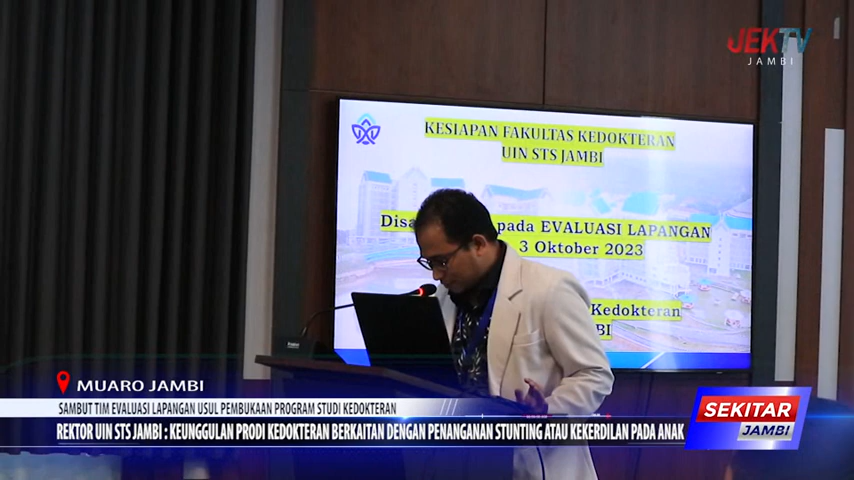 JEKTV
JAMBI
KESIAPAN FAKULTAS KEDOKTERAN
UIN STS JAMBI
pada EVALUASI LAPANGAN
3 Oktober 2023
Kedokteran
MUARO JAMBI
SAMBUT TIM EVALUASI LAPANGAN USUL PEMBUKAAN PROGRAM STUDI KEDOKTERAN
REKTOR UIN STS JAMBI : KEUNGGULAN PRODI KEDOKTERAN BERKAITAN DENGAN PENANGANAN STUNTING ATAU KEKERDILAN PADA ANAK
SEKITAR
JAMBI